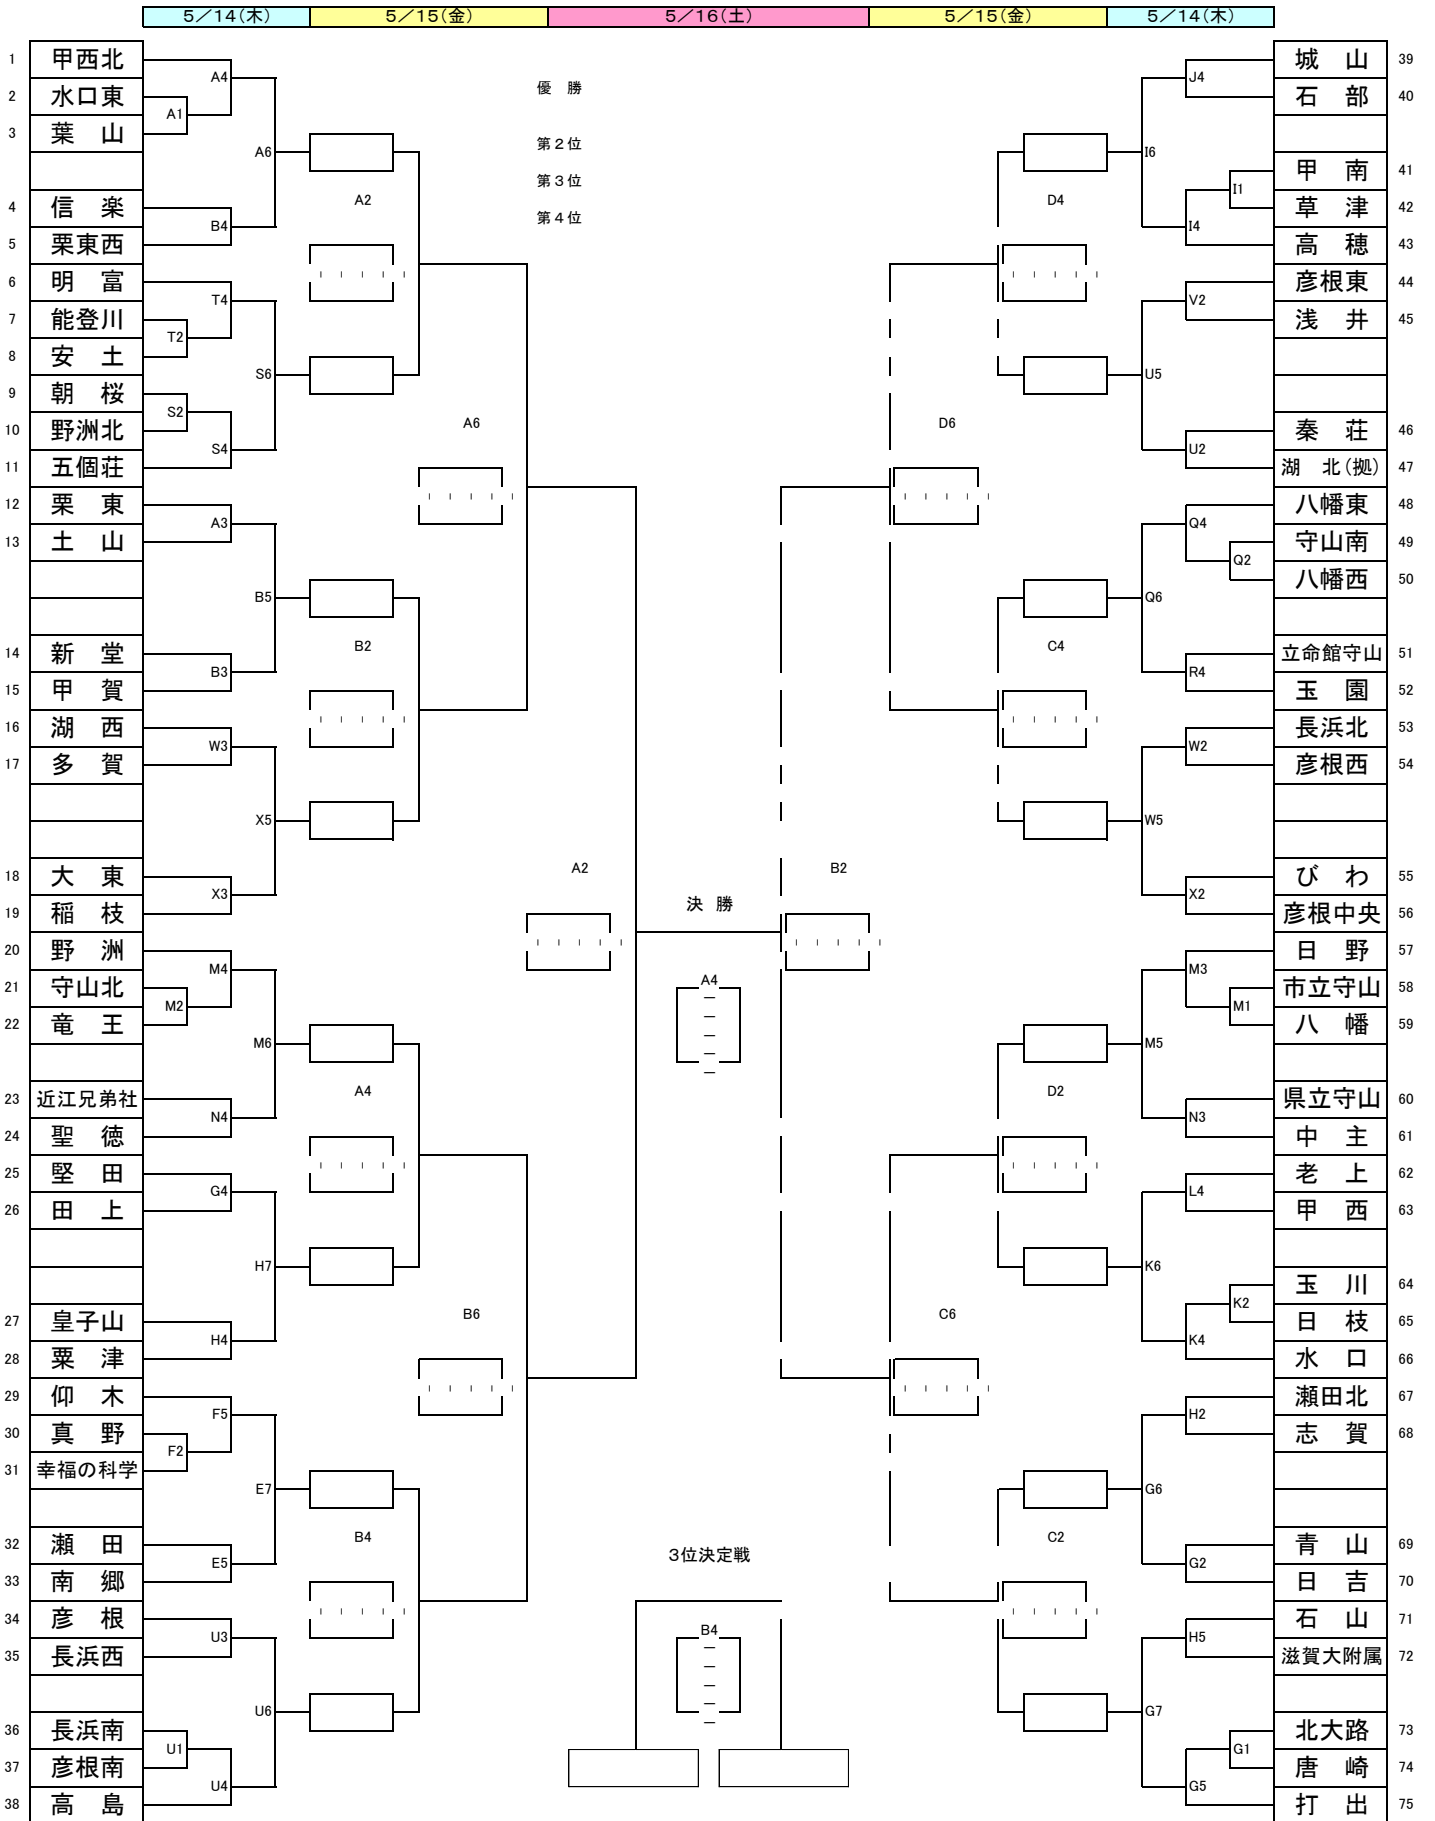 5／14(木) 5／15(金) 5／16(土) 5／15(金) 5／14(木)
1 甲西北 城　山 39
A4 J4
優　勝
2 水口東 石　部 40
A1
3 葉　山
第２位
A6 I6
甲　南 41
第３位
I1
A2 D4
4 信　楽 草　津 42
第４位
B4 I4
5 栗東西 高　穂 43
6 明　富 彦根東 44
T4 V2
7 能登川 浅　井 45
T2
8 安　土
S6 U5
9 朝　桜
S2
A6 D6
10 野洲北 秦　荘 46
S4 U2
11 五個荘 湖　北(拠) 47
12 栗　東 八幡東 48
A3 Q4
13 土　山 守山南 49
Q2
八幡西 50
B5 Q6
B2 C4
14 新　堂 立命館守山 51
B3 R4
15 甲　賀 玉　園 52
16 湖　西 長浜北 53
W3 W2
17 多　賀 彦根西 54
X5 W5
A2 B2
18 大　東 びわ 55
X3 X2
決　勝
19 稲　枝 彦根中央 56
20 野　洲 日　野 57
M4 M3
A4
21 守山北 市立守山 58
M2 M1
22 竜　王 八　幡 59
M6 M5
A4 D2
23 近江兄弟社 県立守山 60
N4 N3
24 聖　徳 中　主 61
25 堅　田 老　上 62
G4 L4
26 田　上 甲　西 63
H7 K6
玉　川 64
K2
B6 C6
27 皇子山 日　枝 65
H4 K4
28 粟　津 水　口 66
29 仰　木 瀬田北 67
F5 H2
30 真　野 志　賀 68
F2
31 幸福の科学
E7 G6
B4 C2
32 瀬　田 青　山 69
3位決定戦
E5 G2
33 南　郷 日　吉 70
34 彦　根 石　山 71
B4
U3 H5
35 長浜西 滋賀大附属 72
U6 G7
36 長浜南 北大路 73
U1 G1
37 彦根南 唐　崎 74
U4 G5
38 高　島 打　出 75